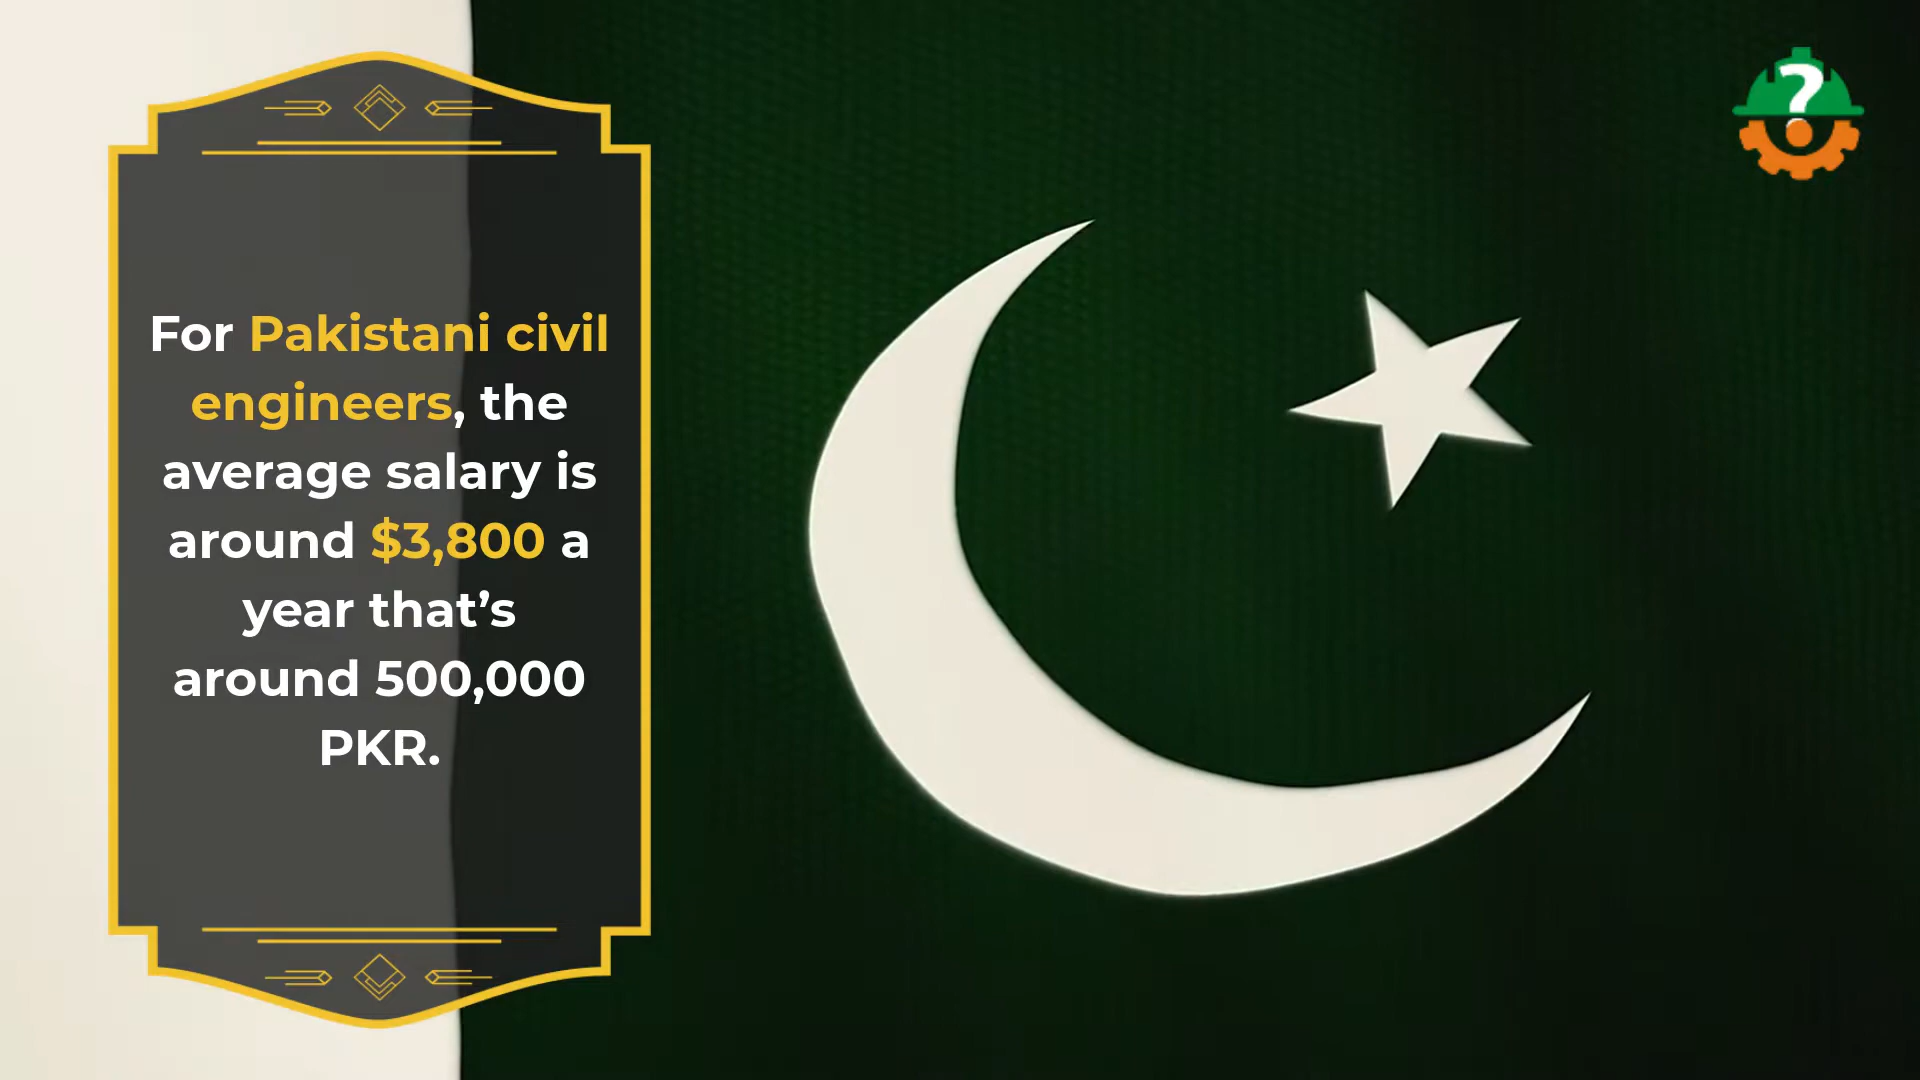 For Pakistani civil
engineers, the
average salary is
around $3,800 a
year that’s
around 500,000
PKR.
?